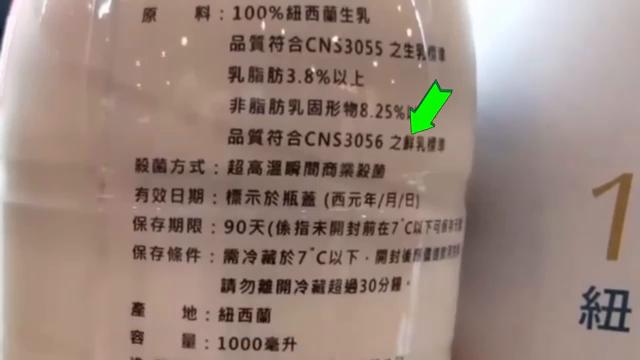 原 料：100%紐西蘭生乳
品質符合CNS3055 之生乳標準
乳脂肪3.8%以上
非脂肪乳固形物8.25%
品質符合CNS3056 之鮮乳標準
殺菌方式：超高溫瞬間商業殺菌
有效日期：標示於瓶蓋 (西元年/月/日)
保存期限：90天(係指未開封前在7°C以下可保存
保存條件：需冷藏於7°C以下，開封後
請勿離開冷藏超過30分鐘。
產 地：紐西蘭
容 量：1000毫升
1
紐